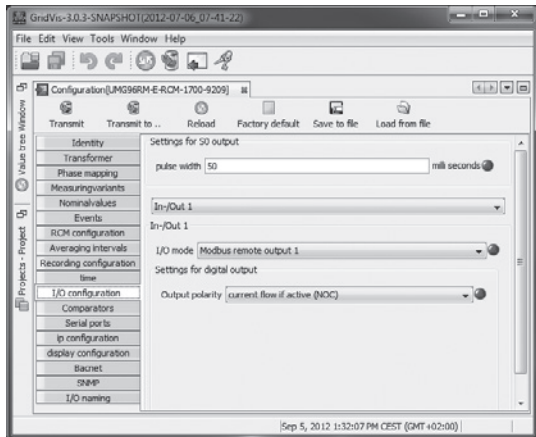 GridVis-3.0.3-SNAPSHOT(2012-07-06_07-41-22)
File Edit View Tools Window Help
Configuration[UMG96RM-E-RCM-1700-9209]
Transmit Transmit to .. Reload Factory default Save to file Load from file
Value tree Window
Projects - Project
Identity
Transformer
Phase mapping
Measuringvariants
Nominalvalues
Events
RCM configuration
Averaging intervals
Recording configuration
time
I/O configuration
Comparators
Serial ports
ip configuration
display configuration
Bacnet
SNMP
I/O naming
Settings for S0 output
pulse width 50 milli seconds
In-/Out 1
In-/Out 1
I/O mode Modbus remote output 1
Settings for digital output
Output polarity current flow if active (NOC)
Sep 5, 2012 1:32:07 PM CEST (GMT+02:00)